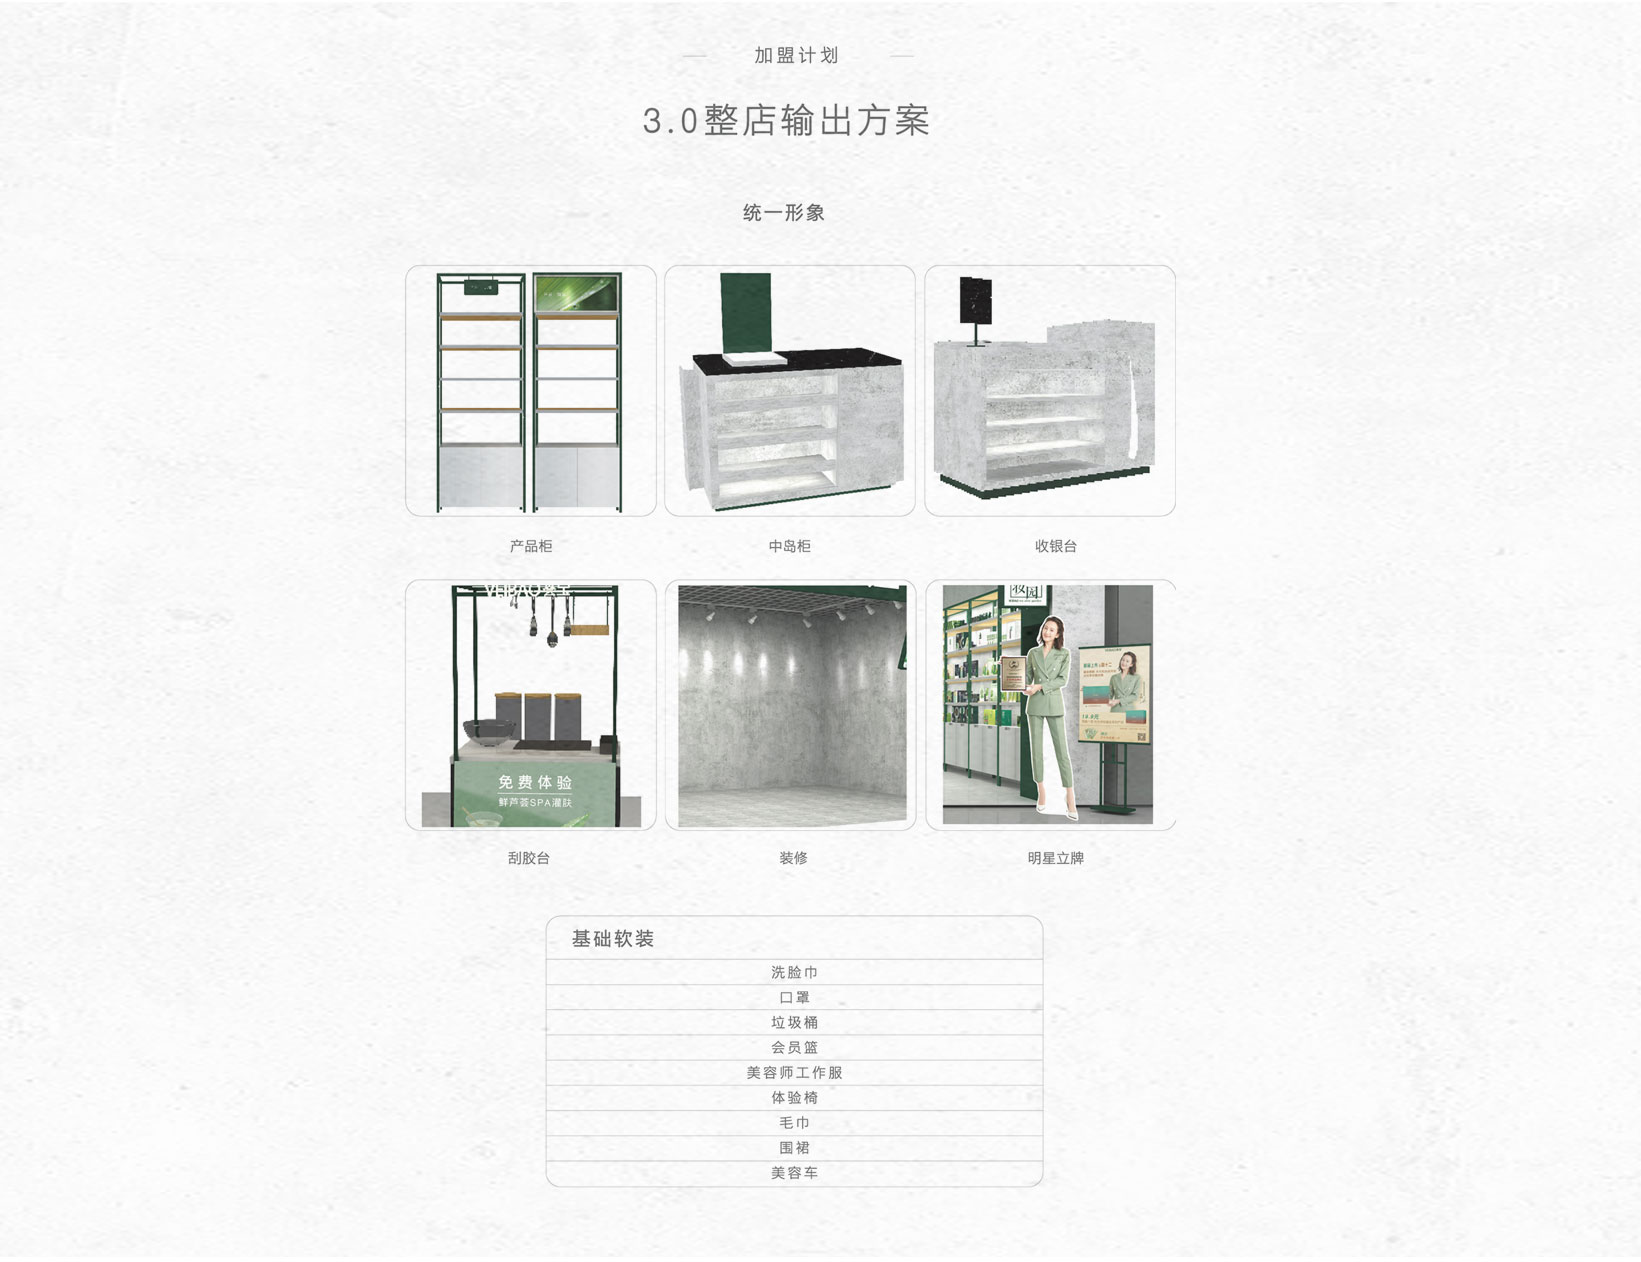 加盟计划
3.0整店输出方案
统一形象
产品柜
中岛柜
收银台
免费体验
鲜芦荟SPA灌肤
妆园
刮胶台
装修
明星立牌
基础软装
洗脸巾
口罩
垃圾桶
会员篮
美容师工作服
体验椅
毛巾
围裙
美容车